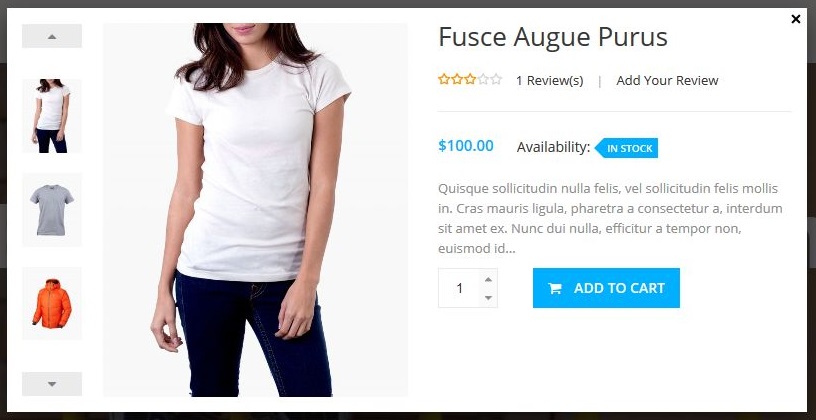 Fusce Augue Purus
1 Review(s) | Add Your Review
$100.00 Availability: IN STOCK
Quisque sollicitudin nulla felis, vel sollicitudin felis mollis
in. Cras mauris ligula, pharetra a consectetur a, interdum
sit amet ex. Nunc dui nulla, efficitur a tempor non,
euismod id...
1 ADD TO CART